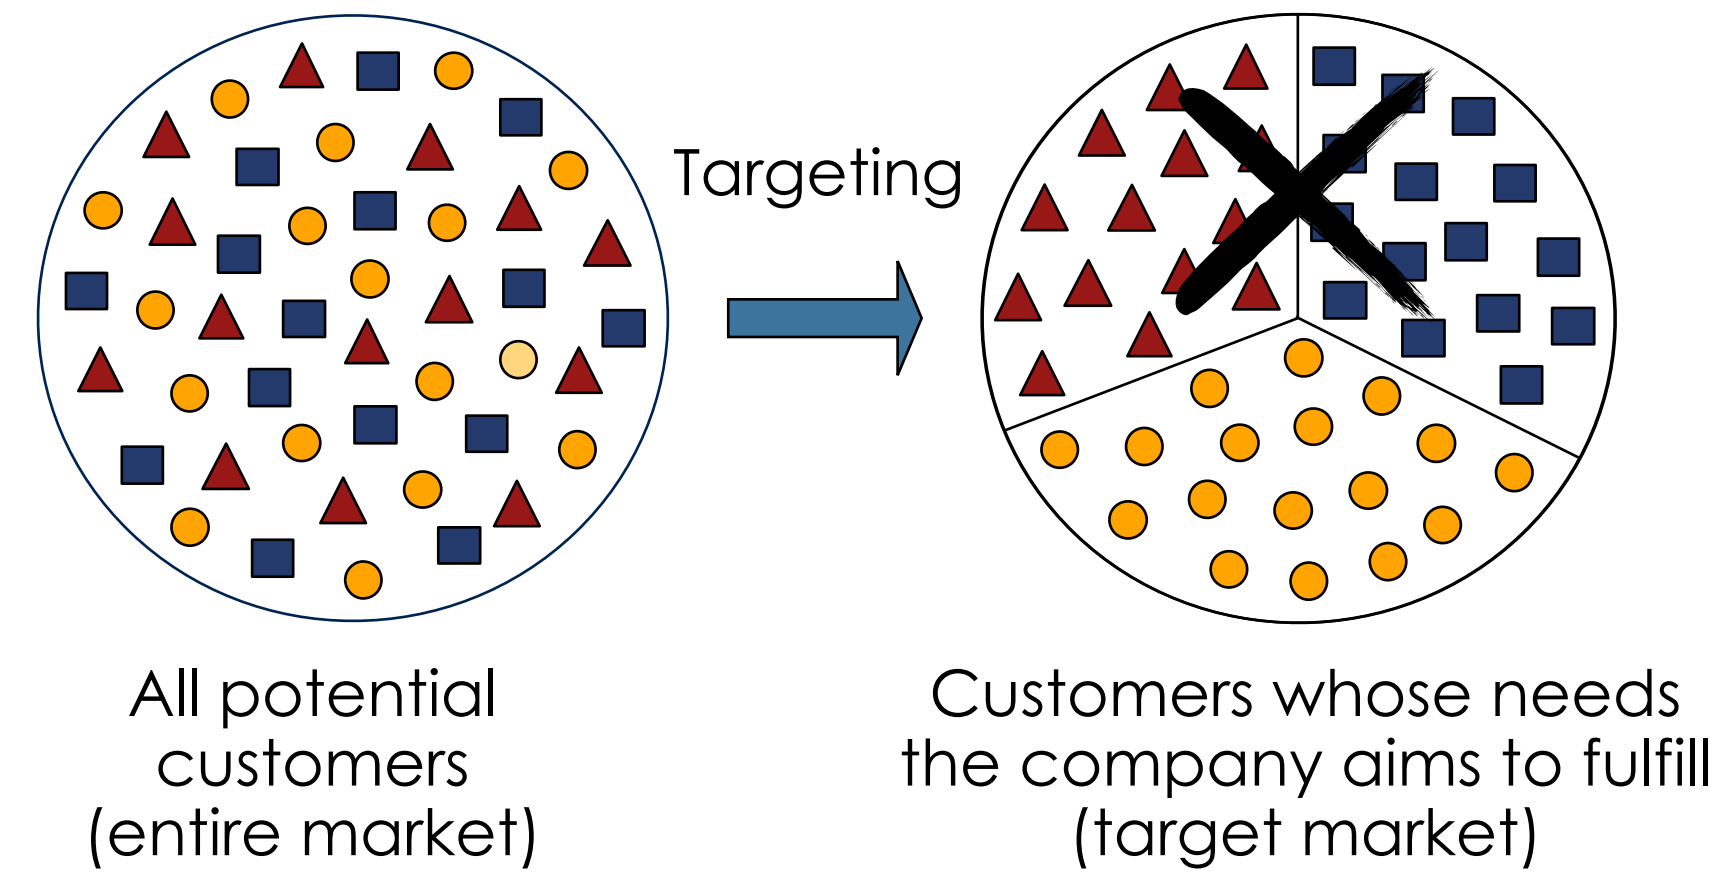 Targeting
All potential
customers
(entire market)
Customers whose needs
the company aims to fulfill
(target market)